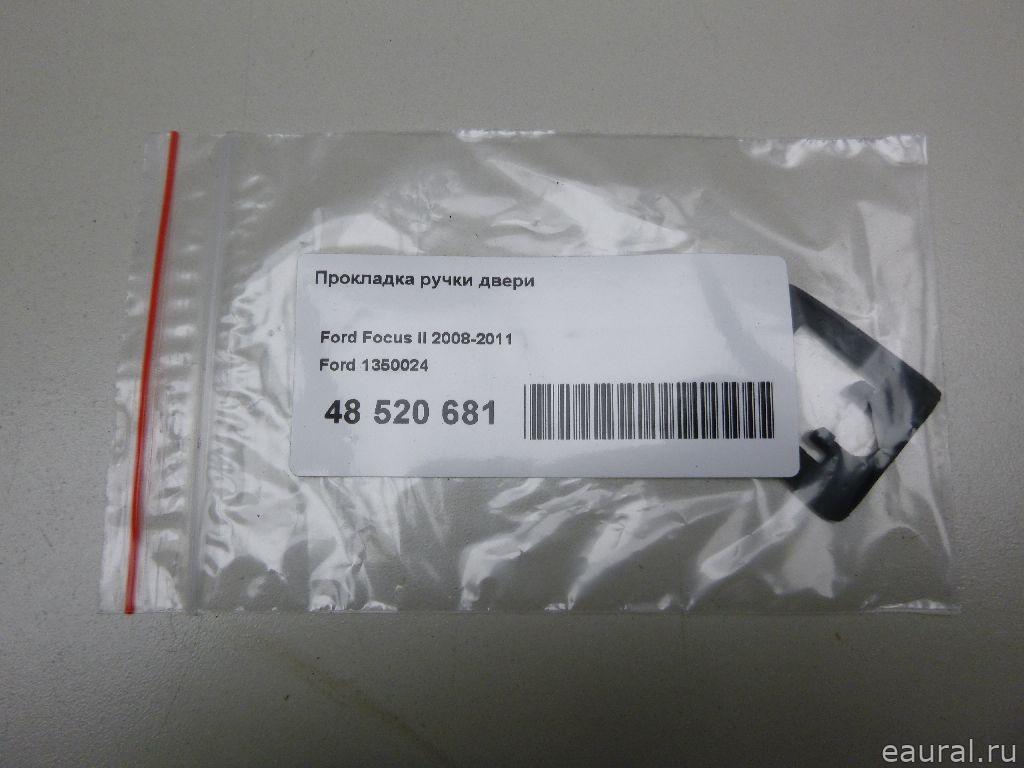 Прокладка ручки двери
Ford Focus II 2008-2011
Ford 1350024
48 520 681
eaural.ru